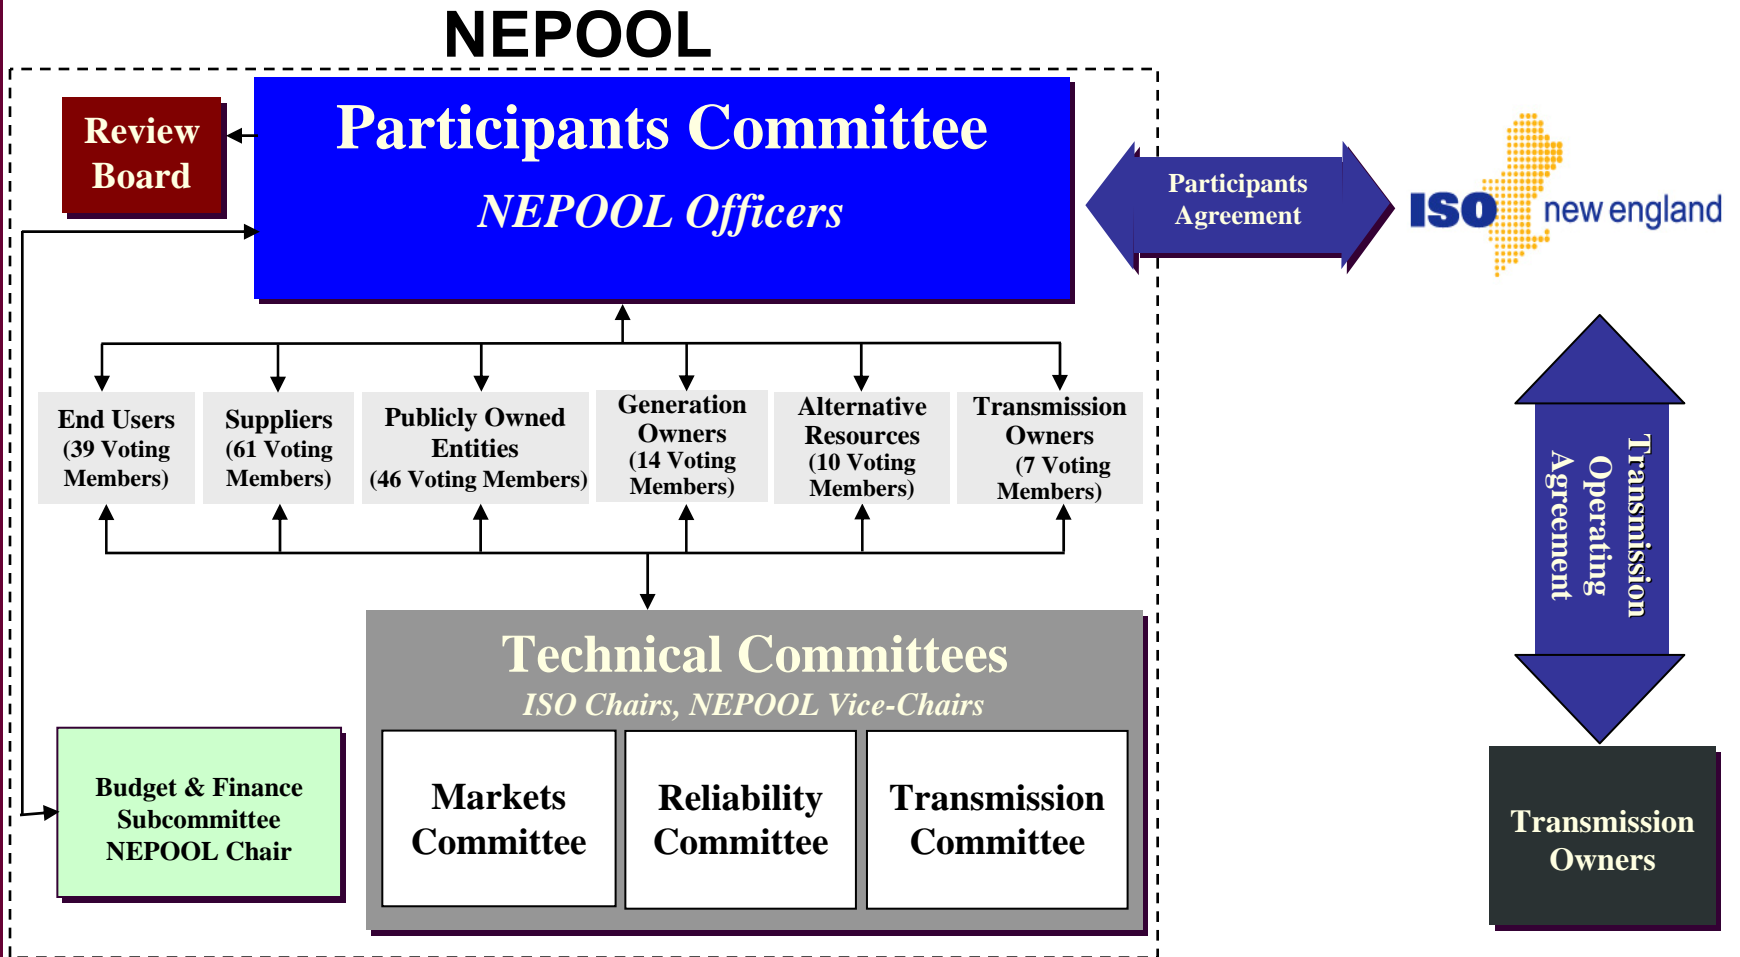 NEPOOL
Review
Board
Participants Committee
NEPOOL Officers
Participants
Agreement
ISO new england
End Users
(39 Voting
Members)
Suppliers
(61 Voting
Members)
Publicly Owned
Entities
(46 Voting Members)
Generation
Owners
(14 Voting
Members)
Alternative
Resources
(10 Voting
Members)
Transmission
Owners
(7 Voting
Members)
Transmission
Operating
Agreement
Technical Committees
ISO Chairs, NEPOOL Vice-Chairs
Markets
Committee
Reliability
Committee
Transmission
Committee
Budget & Finance
Subcommittee
NEPOOL Chair
Transmission
Owners